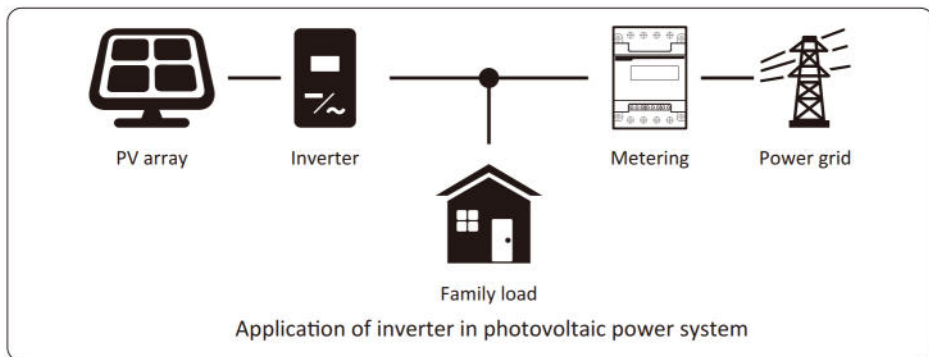 PV array
Inverter
Metering
Power grid
Family load
Application of inverter in photovoltaic power system